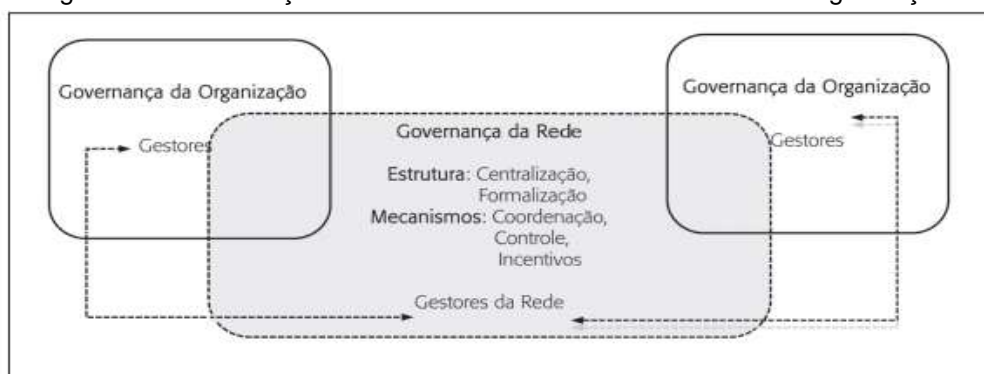 Governança da Organização
Gestores
Governança da Rede
Estrutura: Centralização,
Formalização
Mecanismos: Coordenação,
Controle,
Incentivos
Gestores da Rede
Governança da Organização
Gestores